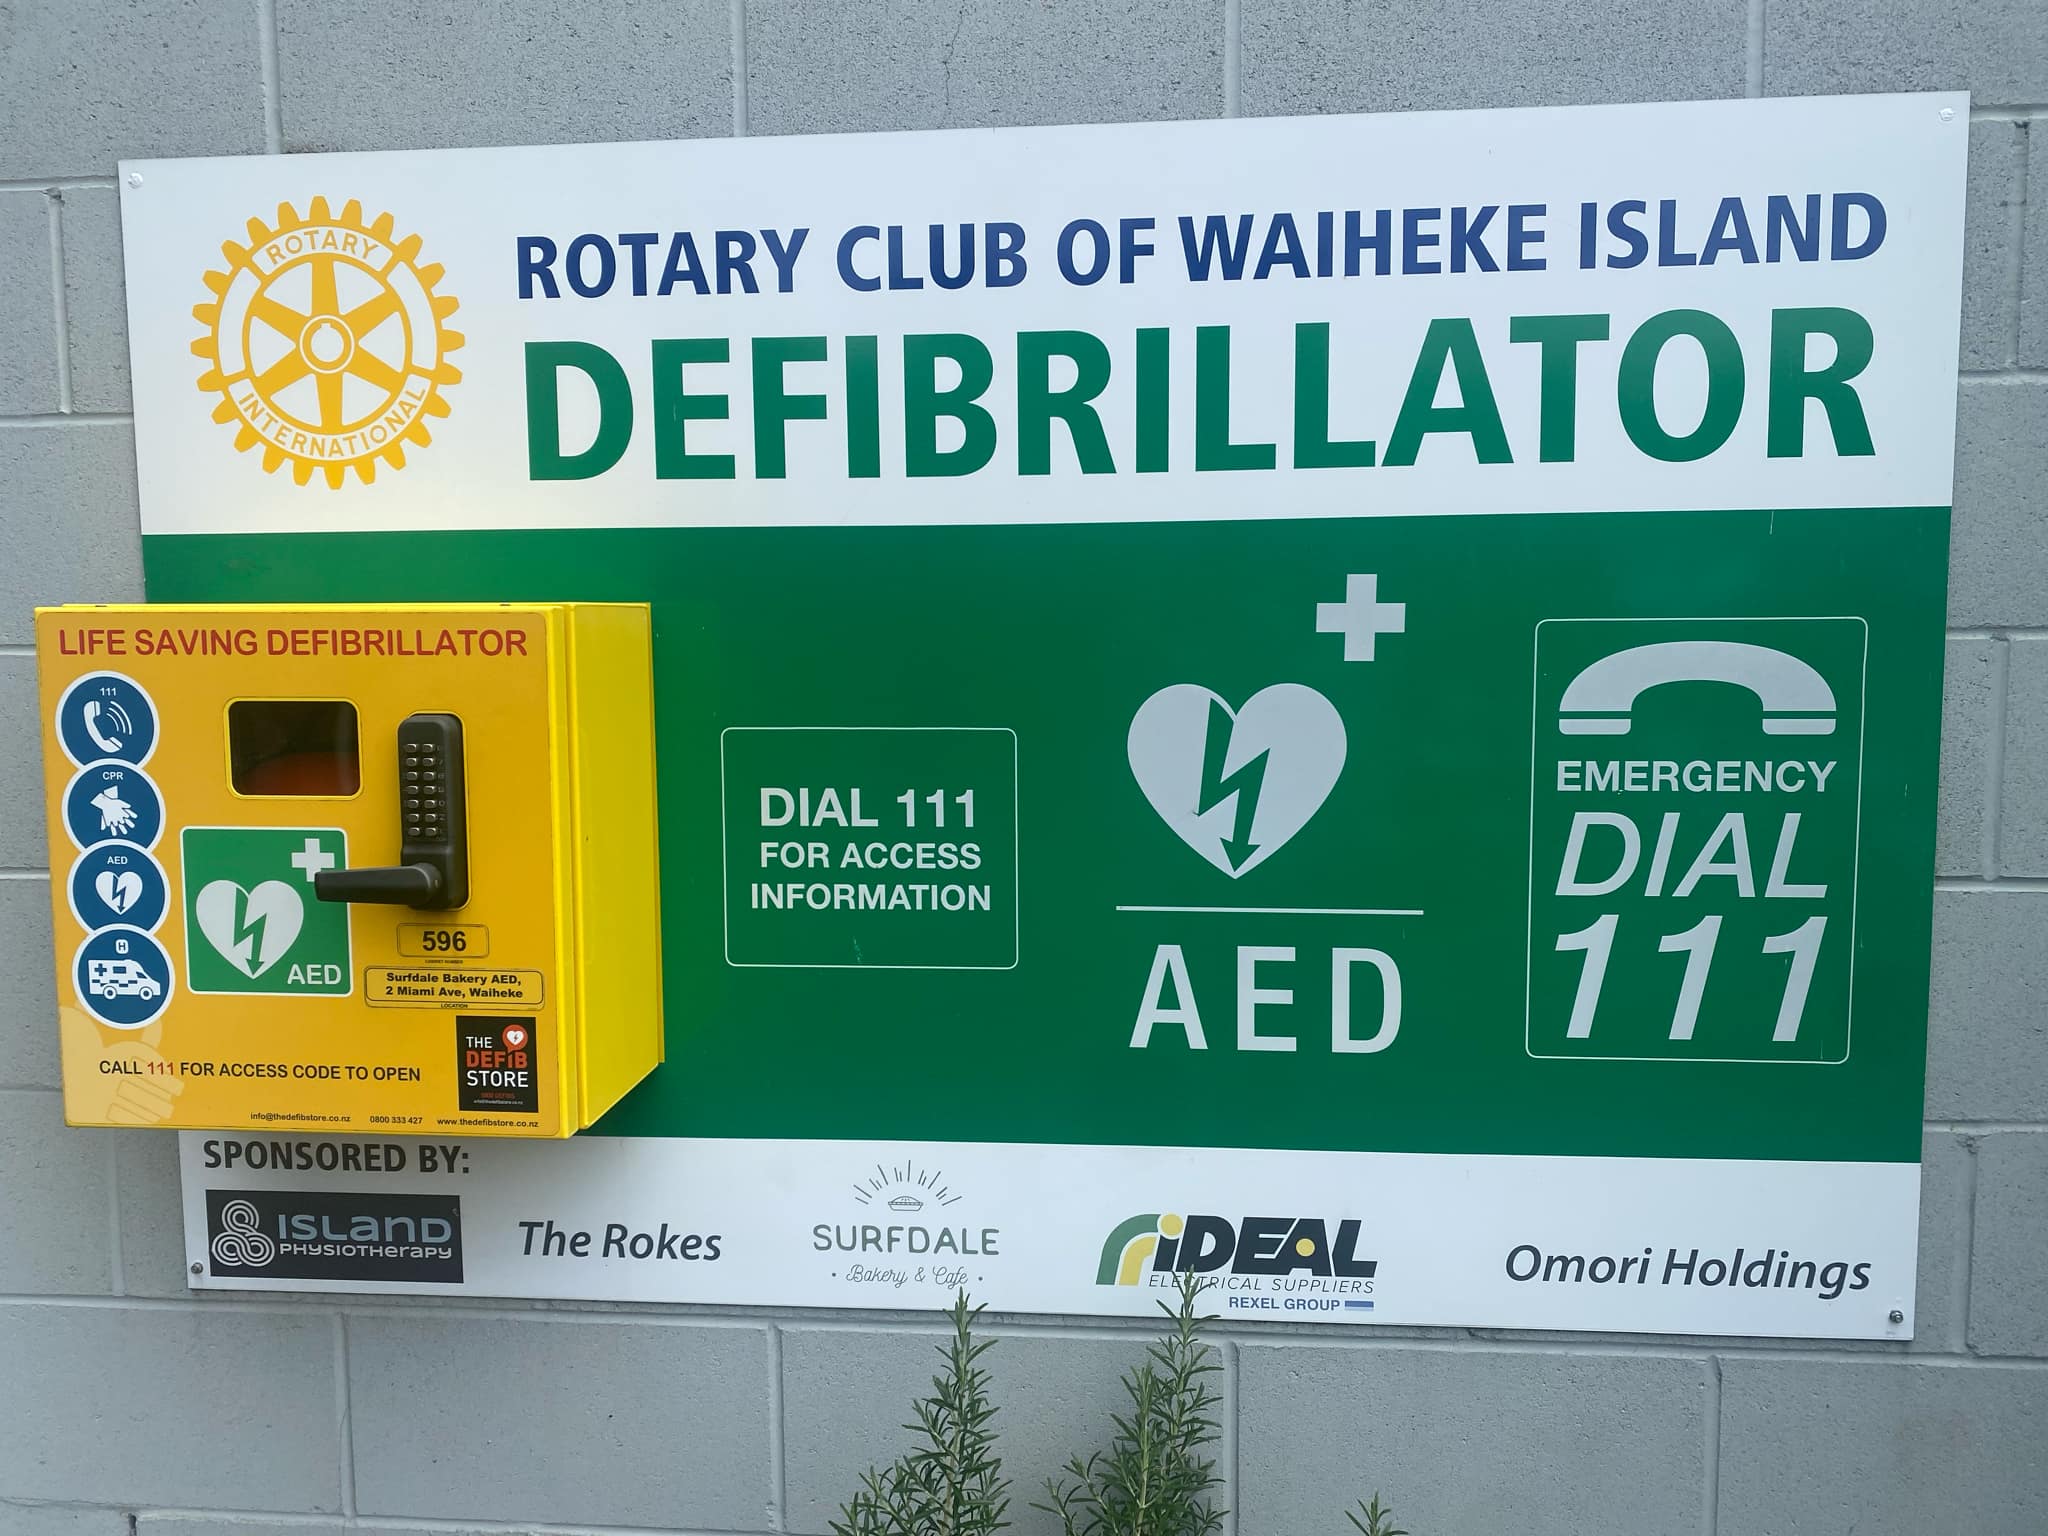 ROTARY
INTERNATIONAL
ROTARY CLUB OF WAIHEKE ISLAND
DEFIBRILLATOR
LIFE SAVING DEFIBRILLATOR
111
CPR
AED
H
AED
596
CABINET NUMBER
Surfdale Bakery AED,
2 Miami Ave, Waiheke
LOCATION
CALL 111 FOR ACCESS CODE TO OPEN
THE
DEFIB
STORE
info@thedefibstore.co.nz 0800 333 427 www.thedefibstore.co.nz
DIAL 111
FOR ACCESS
INFORMATION
AED
EMERGENCY
DIAL
111
SPONSORED BY:
ISLAND
PHYSIOTHERAPY
The Rokes
SURFDALE
• Bakery & Cafe •
iDEAL
ELECTRICAL SUPPLIERS
REXEL GROUP
Omori Holdings